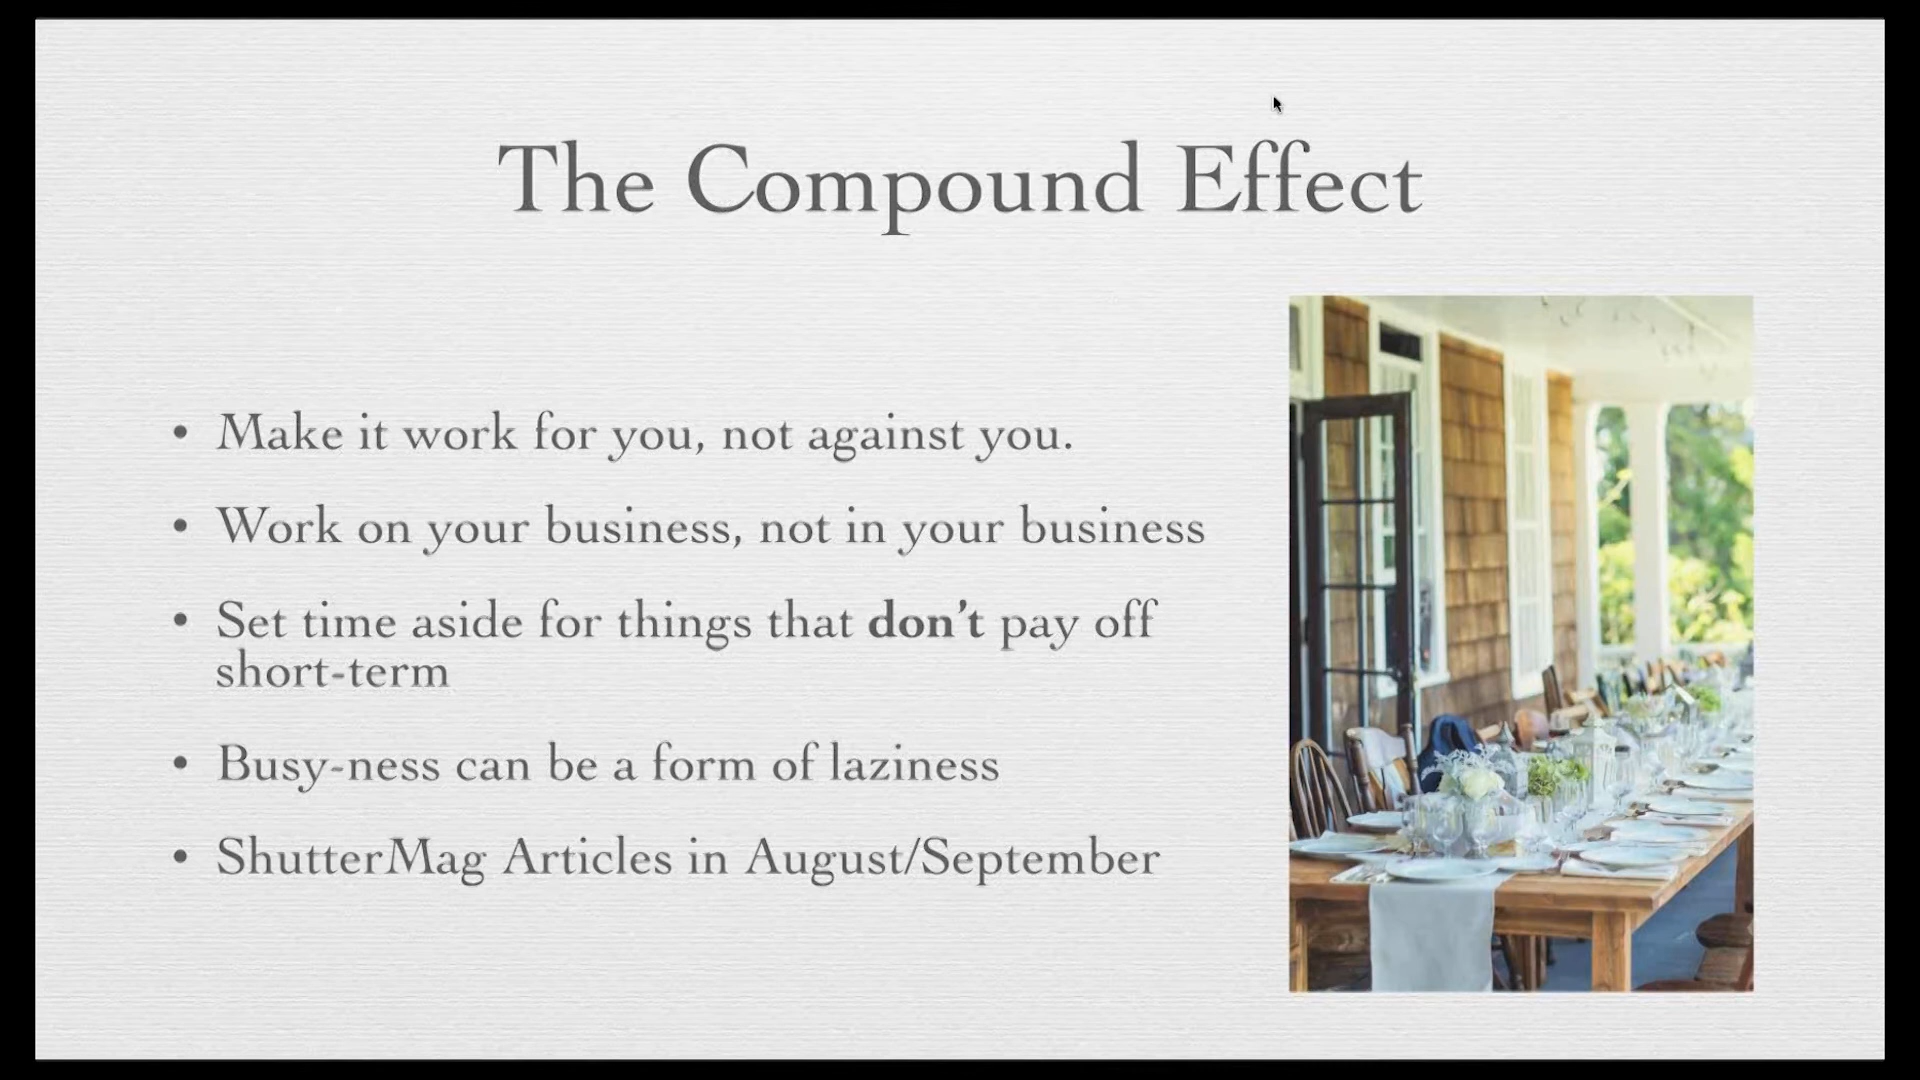 The Compound Effect
• Make it work for you, not against you.
• Work on your business, not in your business
• Set time aside for things that don't pay off
short-term
• Busy-ness can be a form of laziness
• ShutterMag Articles in August/September